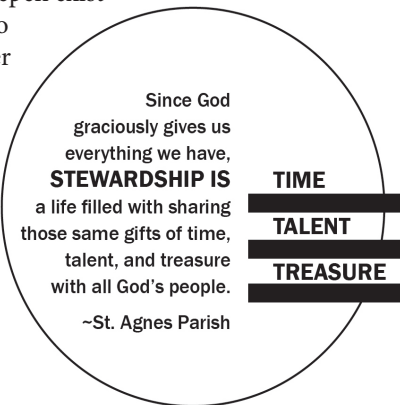 Since God
graciously gives us
everything we have,
STEWARDSHIP IS
a life filled with sharing
those same gifts of time,
talent, and treasure
with all God's people.
~St. Agnes Parish
TIME
TALENT
TREASURE